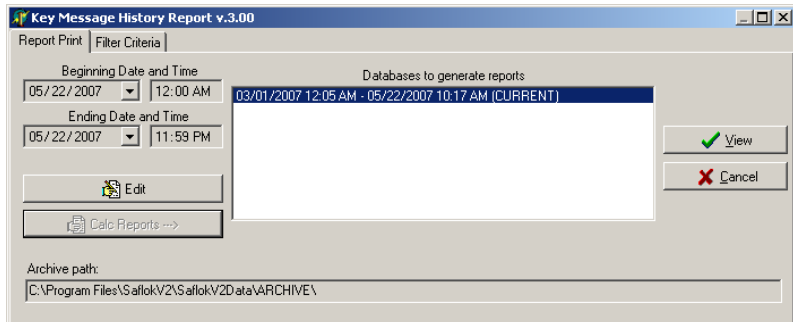 Key Message History Report v.3.00
Report Print Filter Criteria
Beginning Date and Time
05/22/2007 12:00 AM
Ending Date and Time
05/22/2007 11:59 PM
Databases to generate reports
03/01/2007 12:05 AM - 05/22/2007 10:17 AM (CURRENT)
View
Cancel
Edit
Calc Reports --->
Archive path:
C:\Program Files\SaflokV2\SaflokV2Data\ARCHIVE\